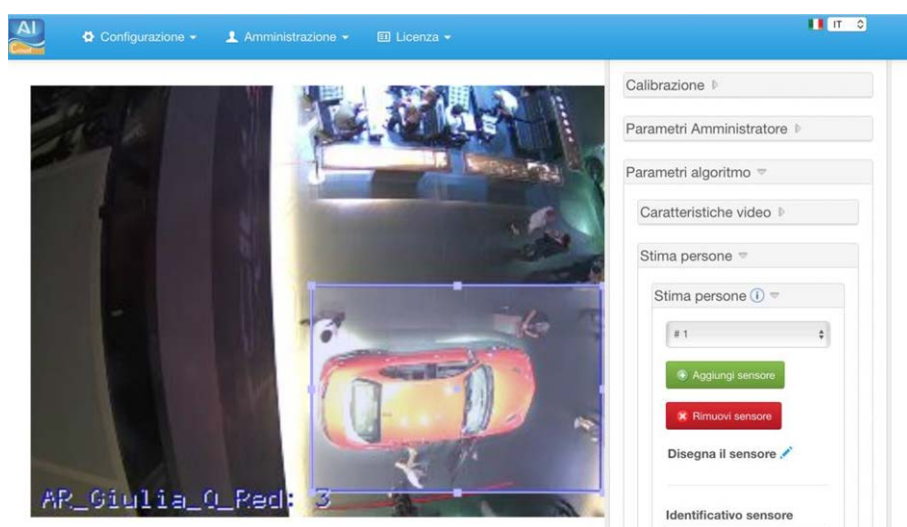 AI
Cloud
Configurazione
Amministrazione
Licenza
IT
Calibrazione
Parametri Amministratore
Parametri algoritmo
Caratteristiche video
Stima persone
Stima persone
# 1
Aggiungi sensore
Rimuovi sensore
Disegna il sensore
Identificativo sensore
AR_Giulia_Q_Red: 3